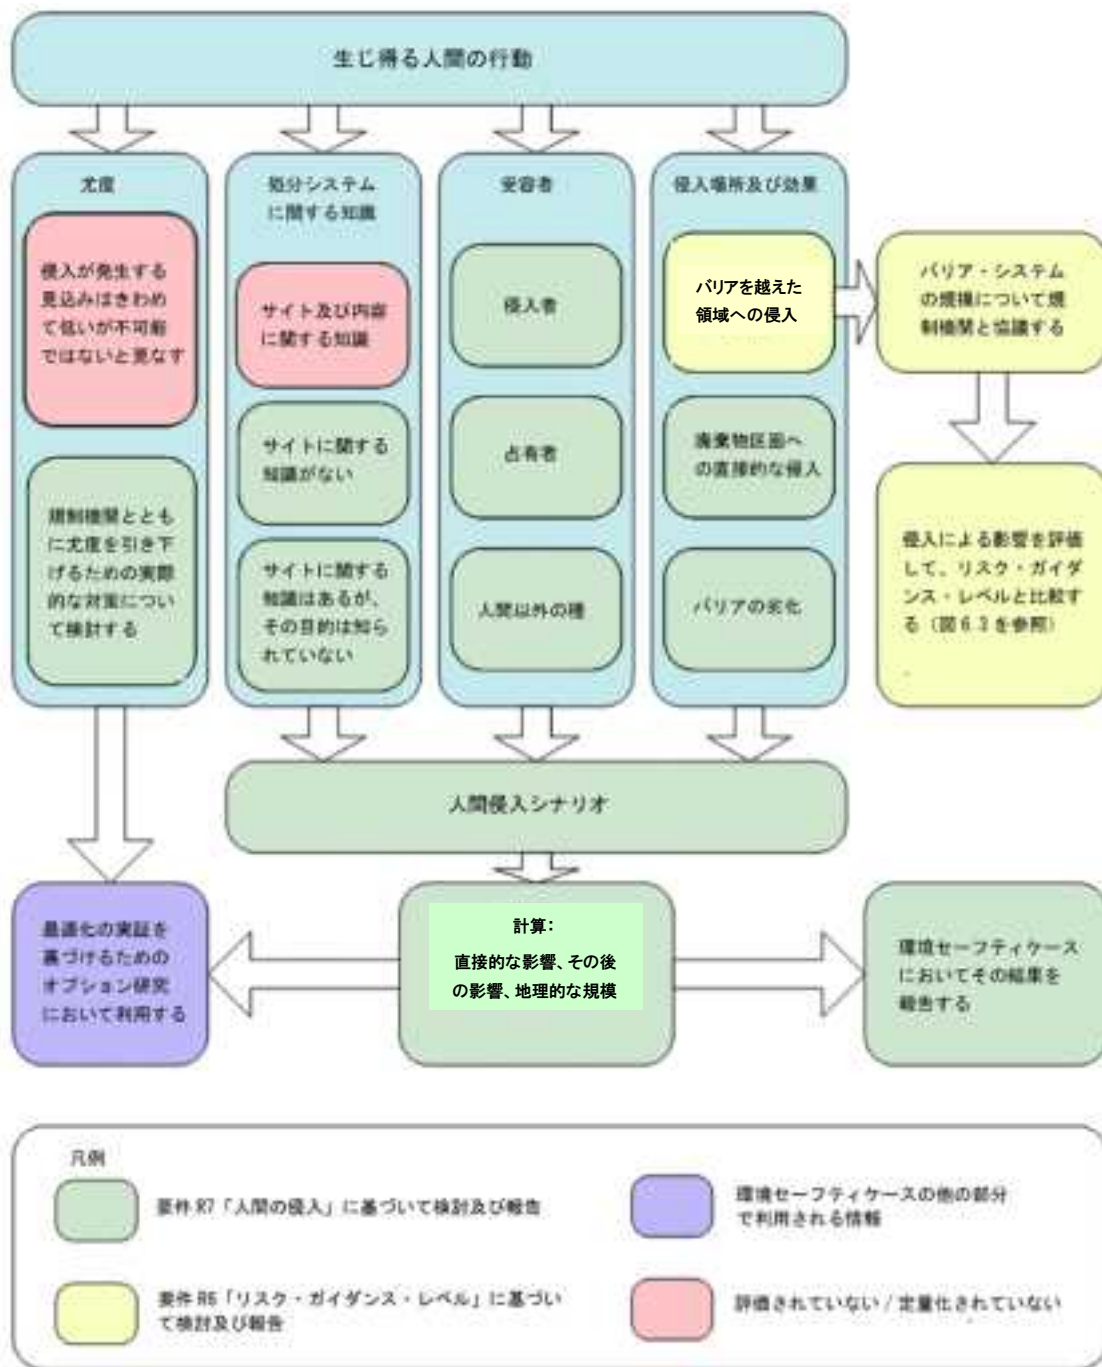 生じ得る人間の行動
尤度
侵入が発生する
見込みはきわめ
て低いが不可能
ではないと見なす
規制機関ととも
に尤度を引き下
げるための実際
的な対策につい
て検討する
処分システム
に関する知識
サイト及び内容
に関する知識
サイトに関する
知識がない
サイトに関する
知識はあるが、
その目的は知ら
れていない
受容者
侵入者
占有者
人間以外の種
侵入場所及び効果
バリアを越えた
領域への侵入
廃棄物区画へ
の直接的な侵入
バリアの劣化
バリア・システム
の規模について規
制機関と協議する
侵入による影響を評価
して、リスク・ガイダ
ンス・レベルと比較す
る（図 6.3 を参照）
.
人間侵入シナリオ
最適化の実証を
裏づけるための
オプション研究
において利用する
計算：
直接的な影響、その後
の影響、地理的な規模
環境セーフティケース
においてその結果を
報告する
凡例
要件 R7「人間の侵入」に基づいて検討及び報告
要件 R6「リスク・ガイダンス・レベル」に基づい
て検討及び報告
環境セーフティケースの他の部分
で利用される情報
評価されていない / 定量化されていない